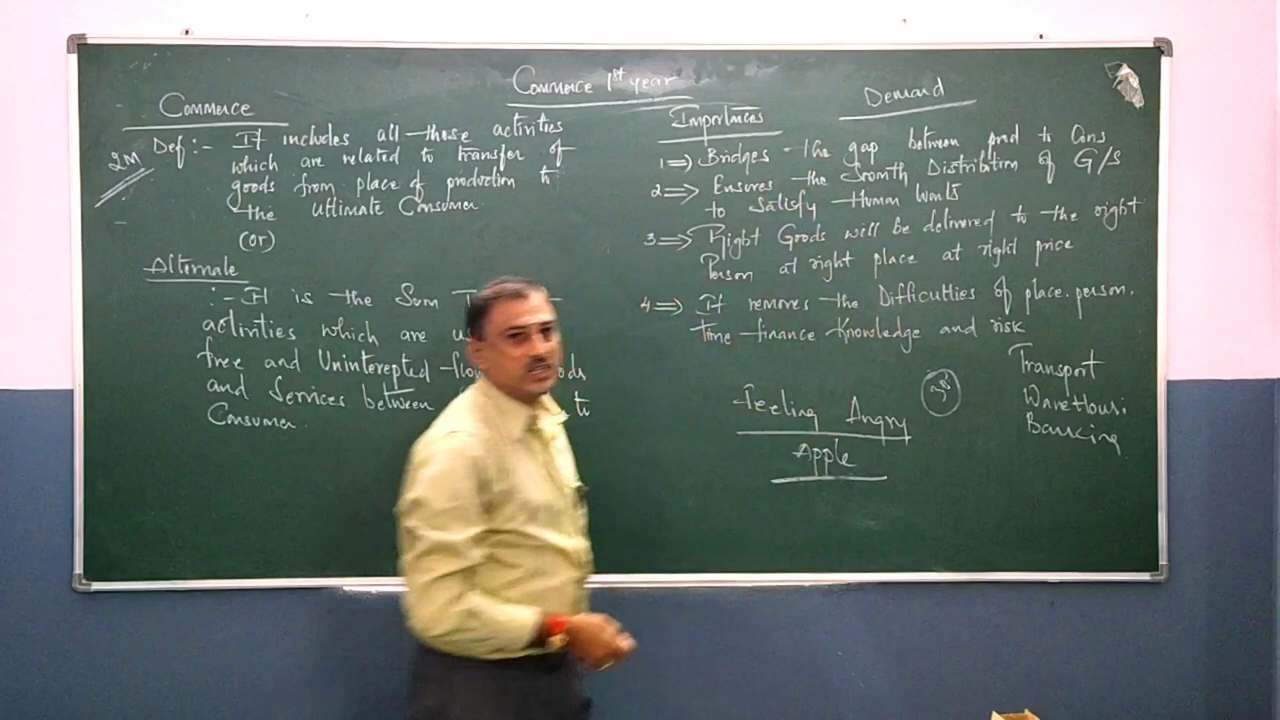 Commerce 1st year
Commerce
2M
Def :- It includes all those activities
which are related to transfer of
goods from place of production to
the ultimate Consumer
(or)
Alternate
:- It is the Sum
activities which are
free and Uninterepted
and Services between
to
Consumer.
Demand
Importances
1=> Bridges the gap between prod to Cons
2=> Ensures the Smooth Distribution of G/S
to Satisfy Human Wants
3=> Right Goods will be delivered to the right
Person at right place at right price
4=> It removes the Difficulties of place. person.
Time finance Knowledge and risk
Feeling Angry
Apple
Transport
Banking